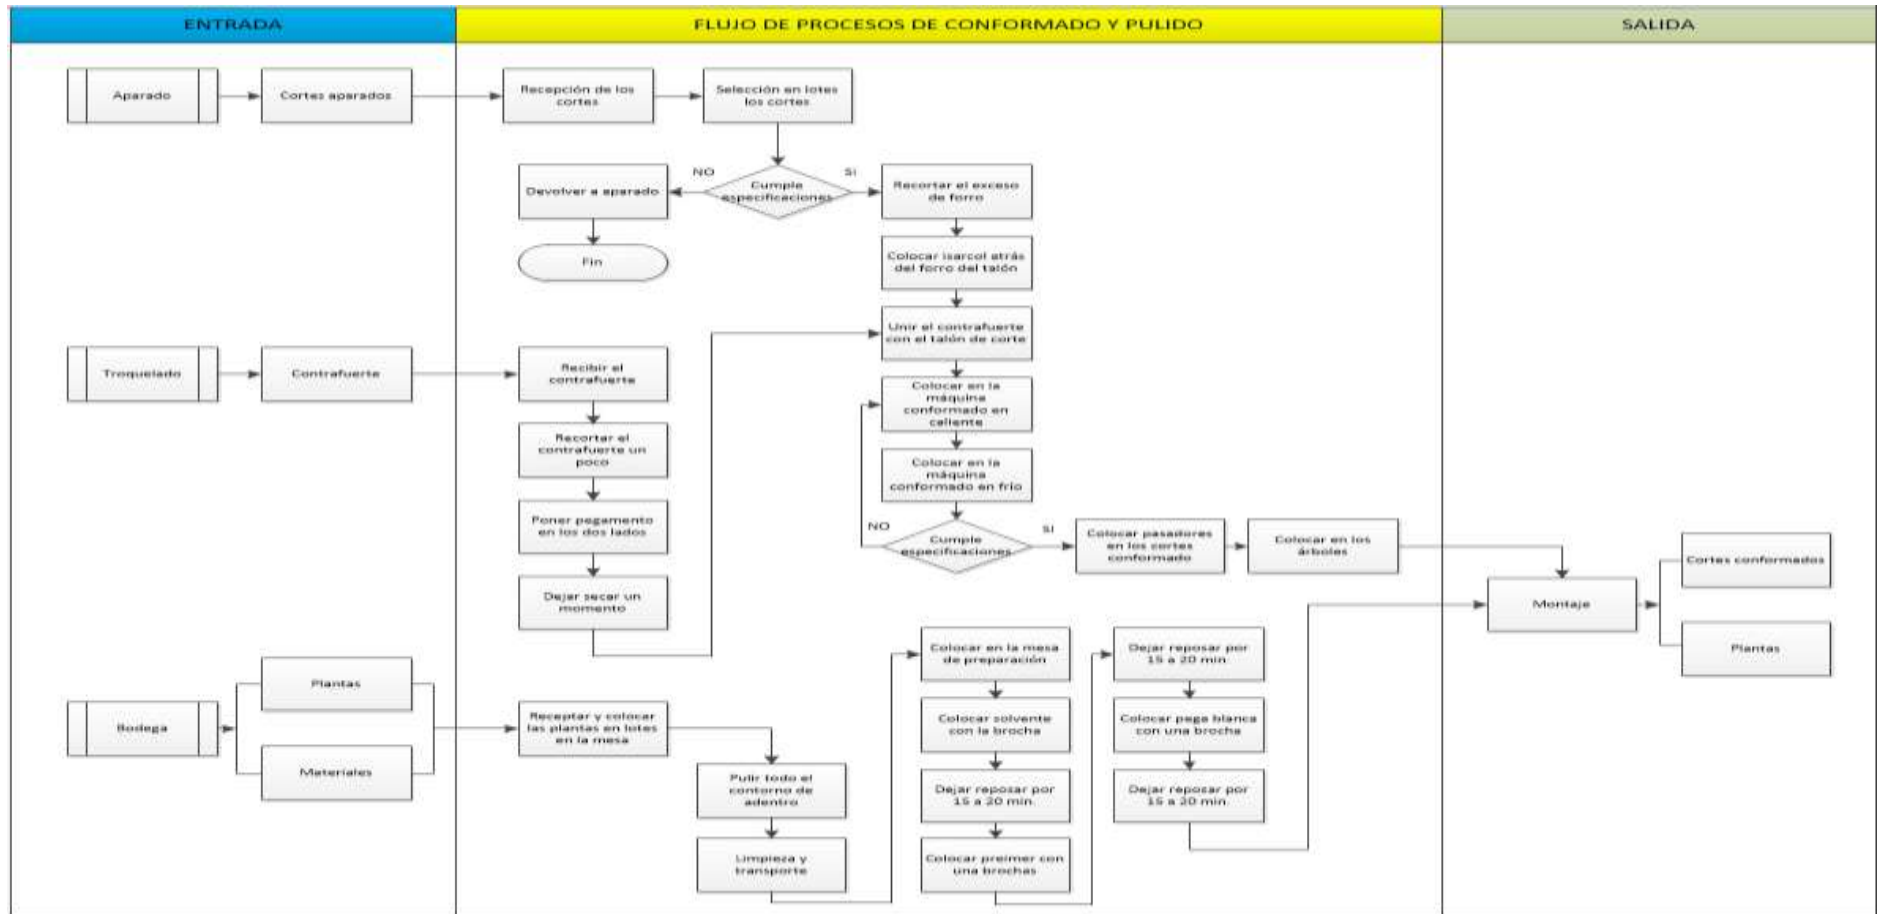 ENTRADA
FLUJO DE PROCESOS DE CONFORMADO Y PULIDO
SALIDA
Aparado
Cortes aparados
Recepción de los
cortes
Selección en lotes
los cortes
NO
SI
Devolver a aparado
Cumple
especificaciones
Recortar el exceso
de forro
Fin
Colocar isarcol atrás
del forro del talón
Unir el contrafuerte
con el talón de corte
Troquelado
Contrafuerte
Recibir el
contrafuerte
Colocar en la
máquina
conformado en
caliente
Recortar el
contrafuerte un
poco
Colocar en la
máquina
conformado en frío
Poner pegamento
en los dos lados
NO
SI
Cumple
especificaciones
Colocar pasadores
en los cortes
conformado
Colocar en los
árboles
Cortes conformados
Dejar secar un
momento
Montaje
Plantas
Bodega
Plantas
Materiales
Receptar y colocar
las plantas en lotes
en la mesa
Pulir todo el
contorno de
adentro
Limpieza y
transporte
Colocar en la mesa
de preparación
Colocar solvente
con la brocha
Dejar reposar por
15 a 20 min.
Colocar preimer con
una brochas
Dejar reposar por
15 a 20 min.
Colocar pega blanca
con una brocha
Dejar reposar por
15 a 20 min.